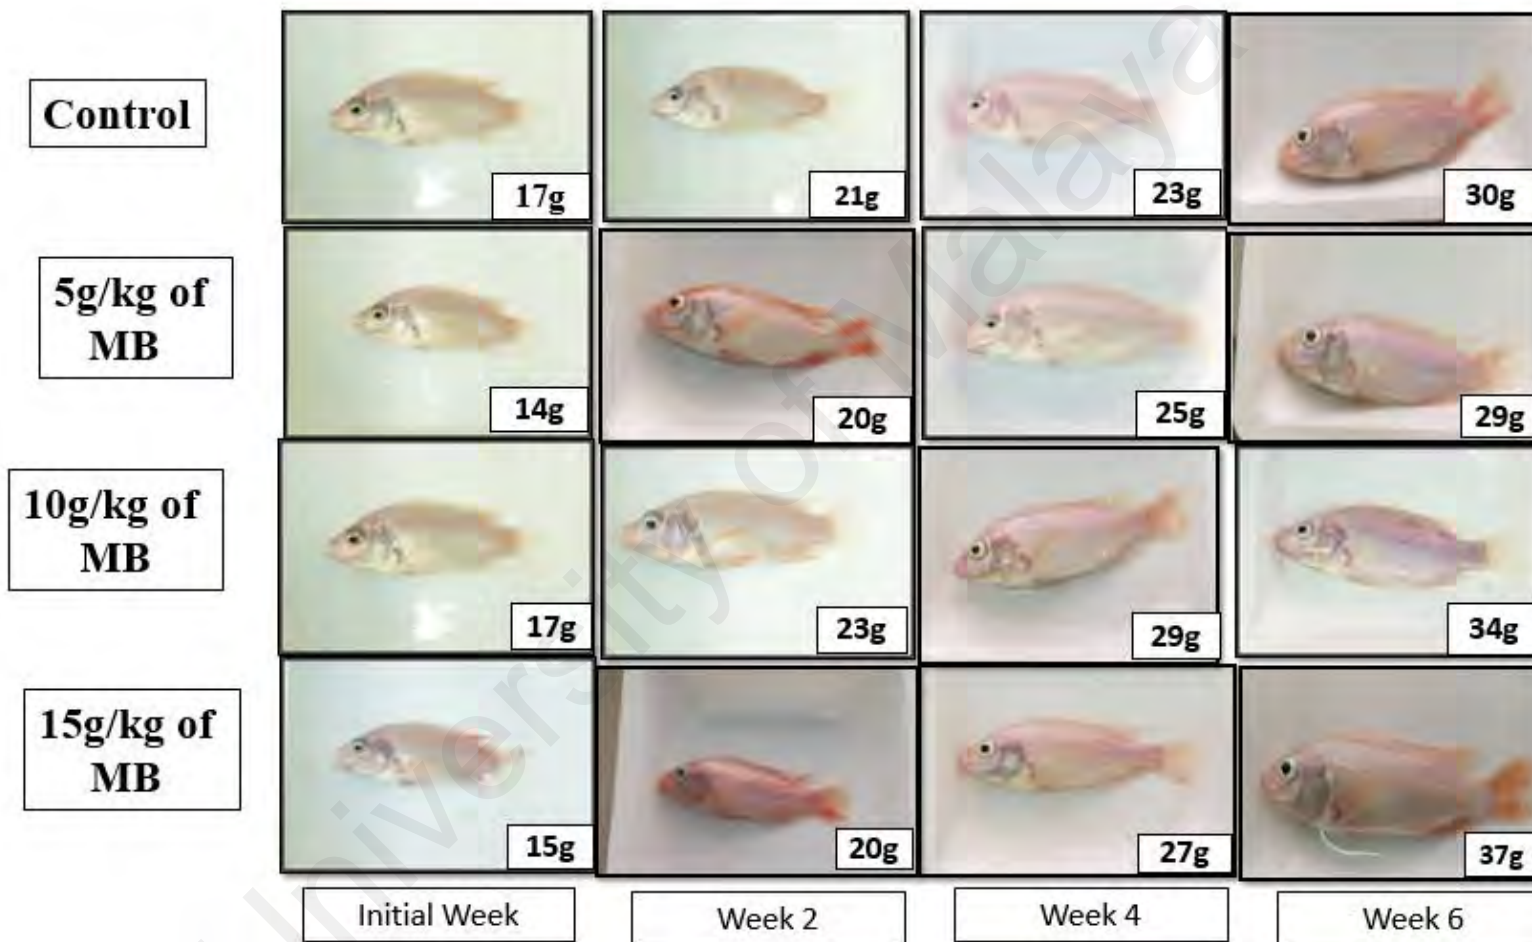 Control
17g
21g
23g
30g
5g/kg of
MB
14g
20g
25g
29g
10g/kg of
MB
17g
23g
29g
34g
15g/kg of
MB
15g
20g
27g
37g
Initial Week
Week 2
Week 4
Week 6
University of Malaya